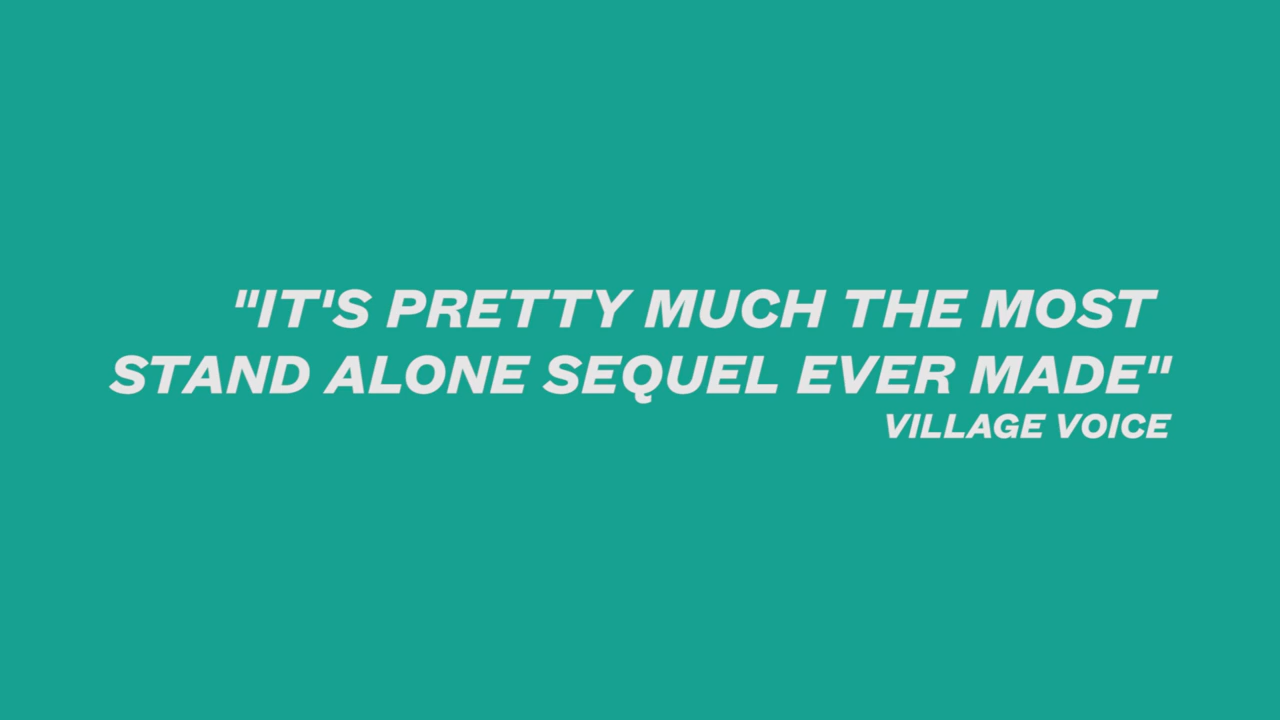 "IT'S PRETTY MUCH THE MOST
STAND ALONE SEQUEL EVER MADE"
VILLAGE VOICE